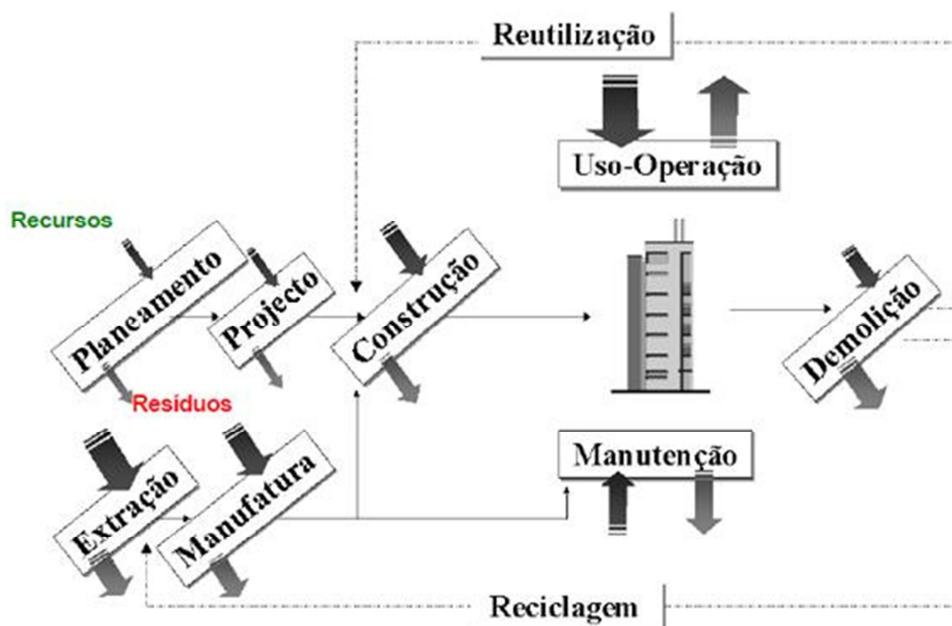 Reutilização
Uso-Operação
Recursos
Planeamento
Projecto
Construção
Demolição
Resíduos
Extração
Manufatura
Manutenção
Reciclagem